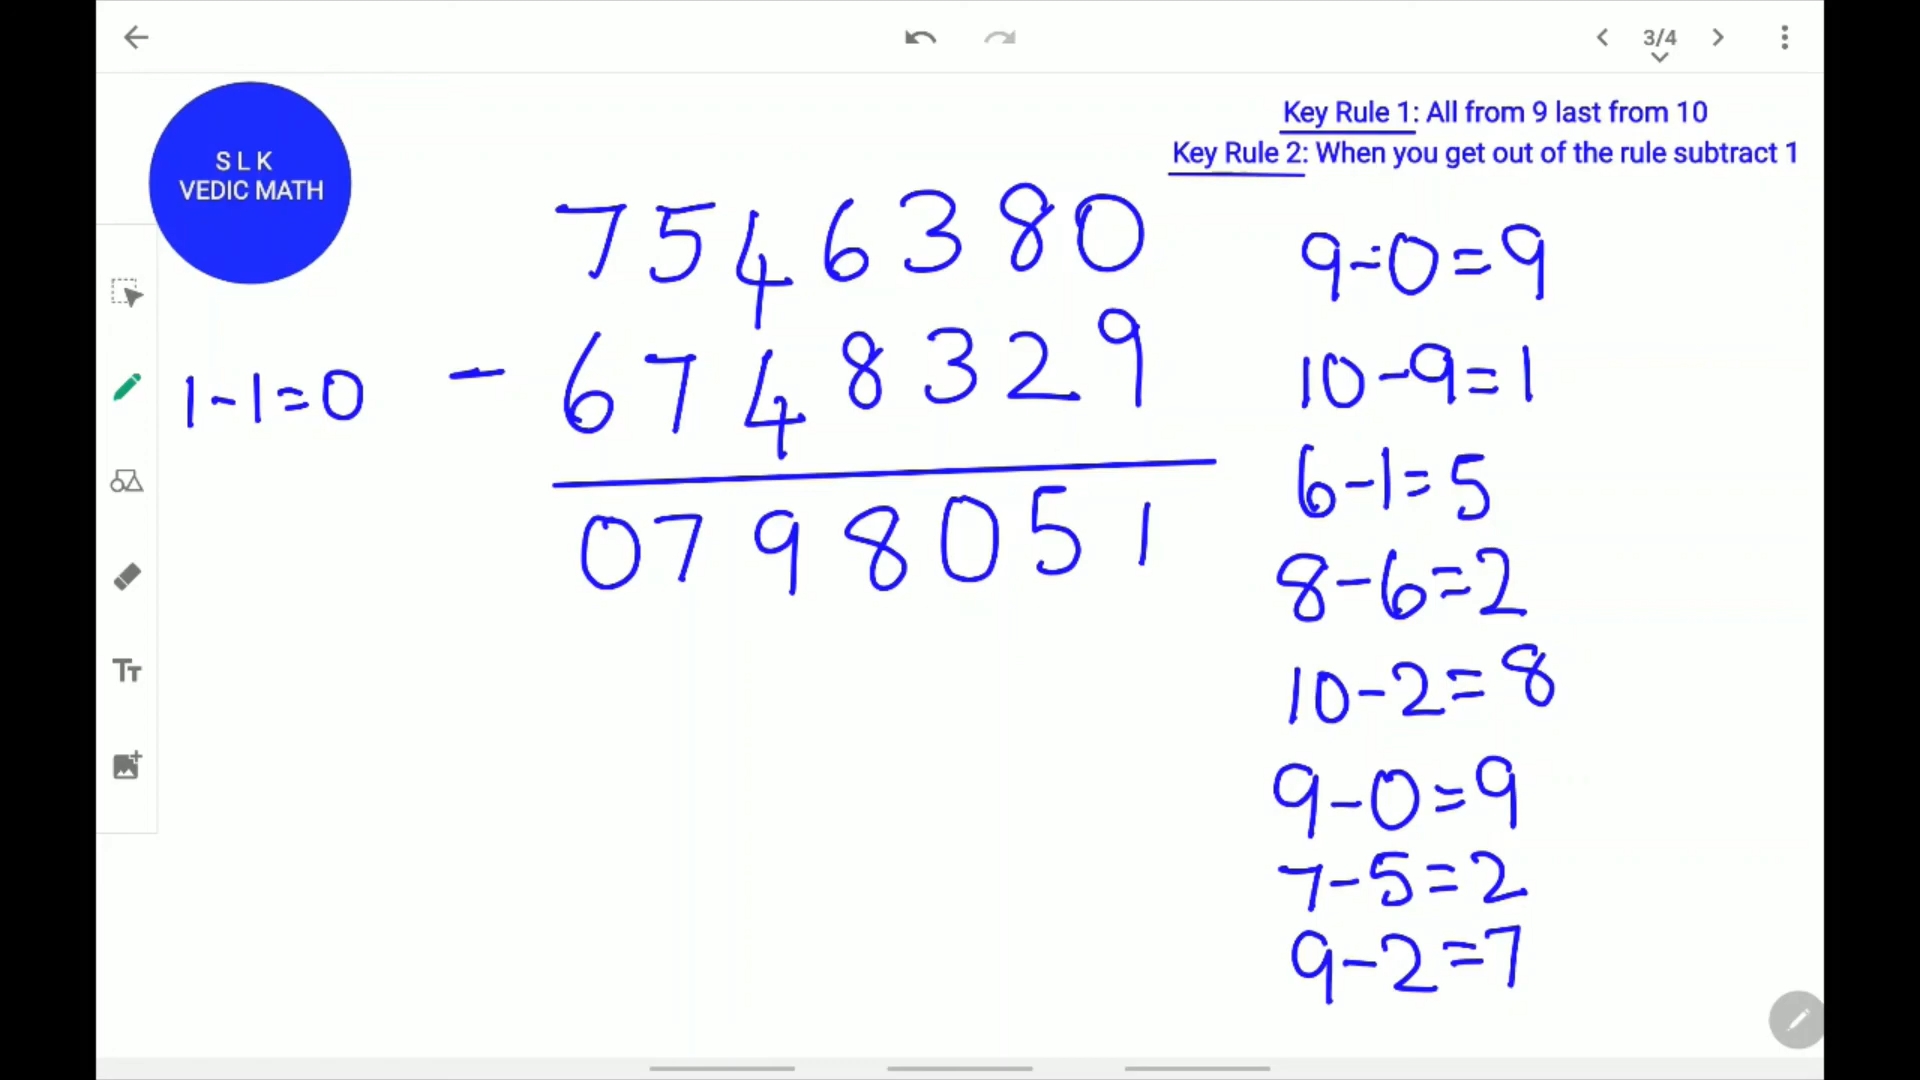 3/4
S L K
VEDIC MATH
Key Rule 1: All from 9 last from 10
Key Rule 2: When you get out of the rule subtract 1
7546380
- 6748329
0798051
1-1=0
9-0=9
10-9=1
6-1=5
8-6=2
10-2=8
9-0=9
7-5=2
9-2=7
Tт